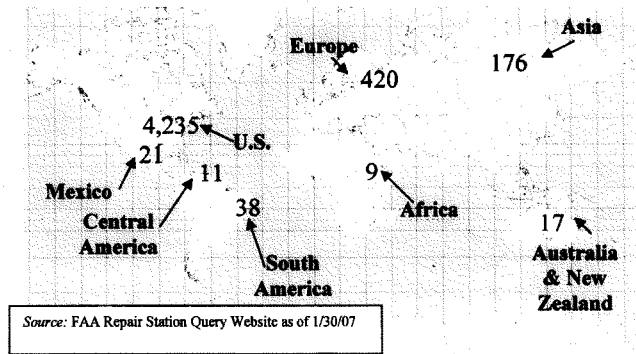 Asia
Europe
176
420
4,235
U.S.
21
11
9
Mexico
Central
America
38
Africa
17
South
America
Australia
& New
Zealand
Source: FAA Repair Station Query Website as of 1/30/07